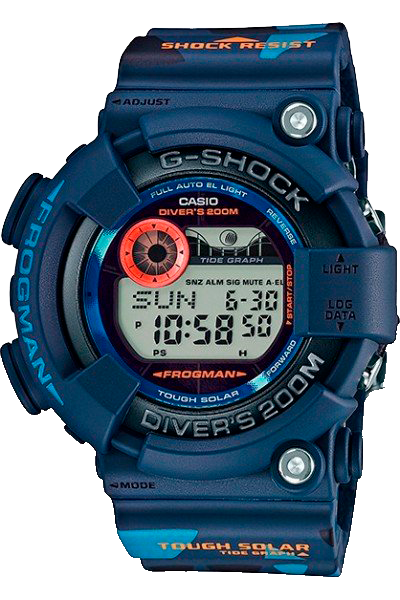 SHOCK RESIST
ADJUST
G-SHOCK
FULL AUTO EL LIGHT
CASIO
REVERSE
DIVER'S 200M
FROGMAN
TIDE GRAPH
LIGHT
SNZ ALM SIG MUTE A-EL
START/STOP
SUN 6-30
LOG
DATA
P 10:58 50
PS H
FROGMAN
FORWARD
TOUGH SOLAR
DIVER'S 200M
MODE
TOUGH SOLAR
TIDE GRAPH